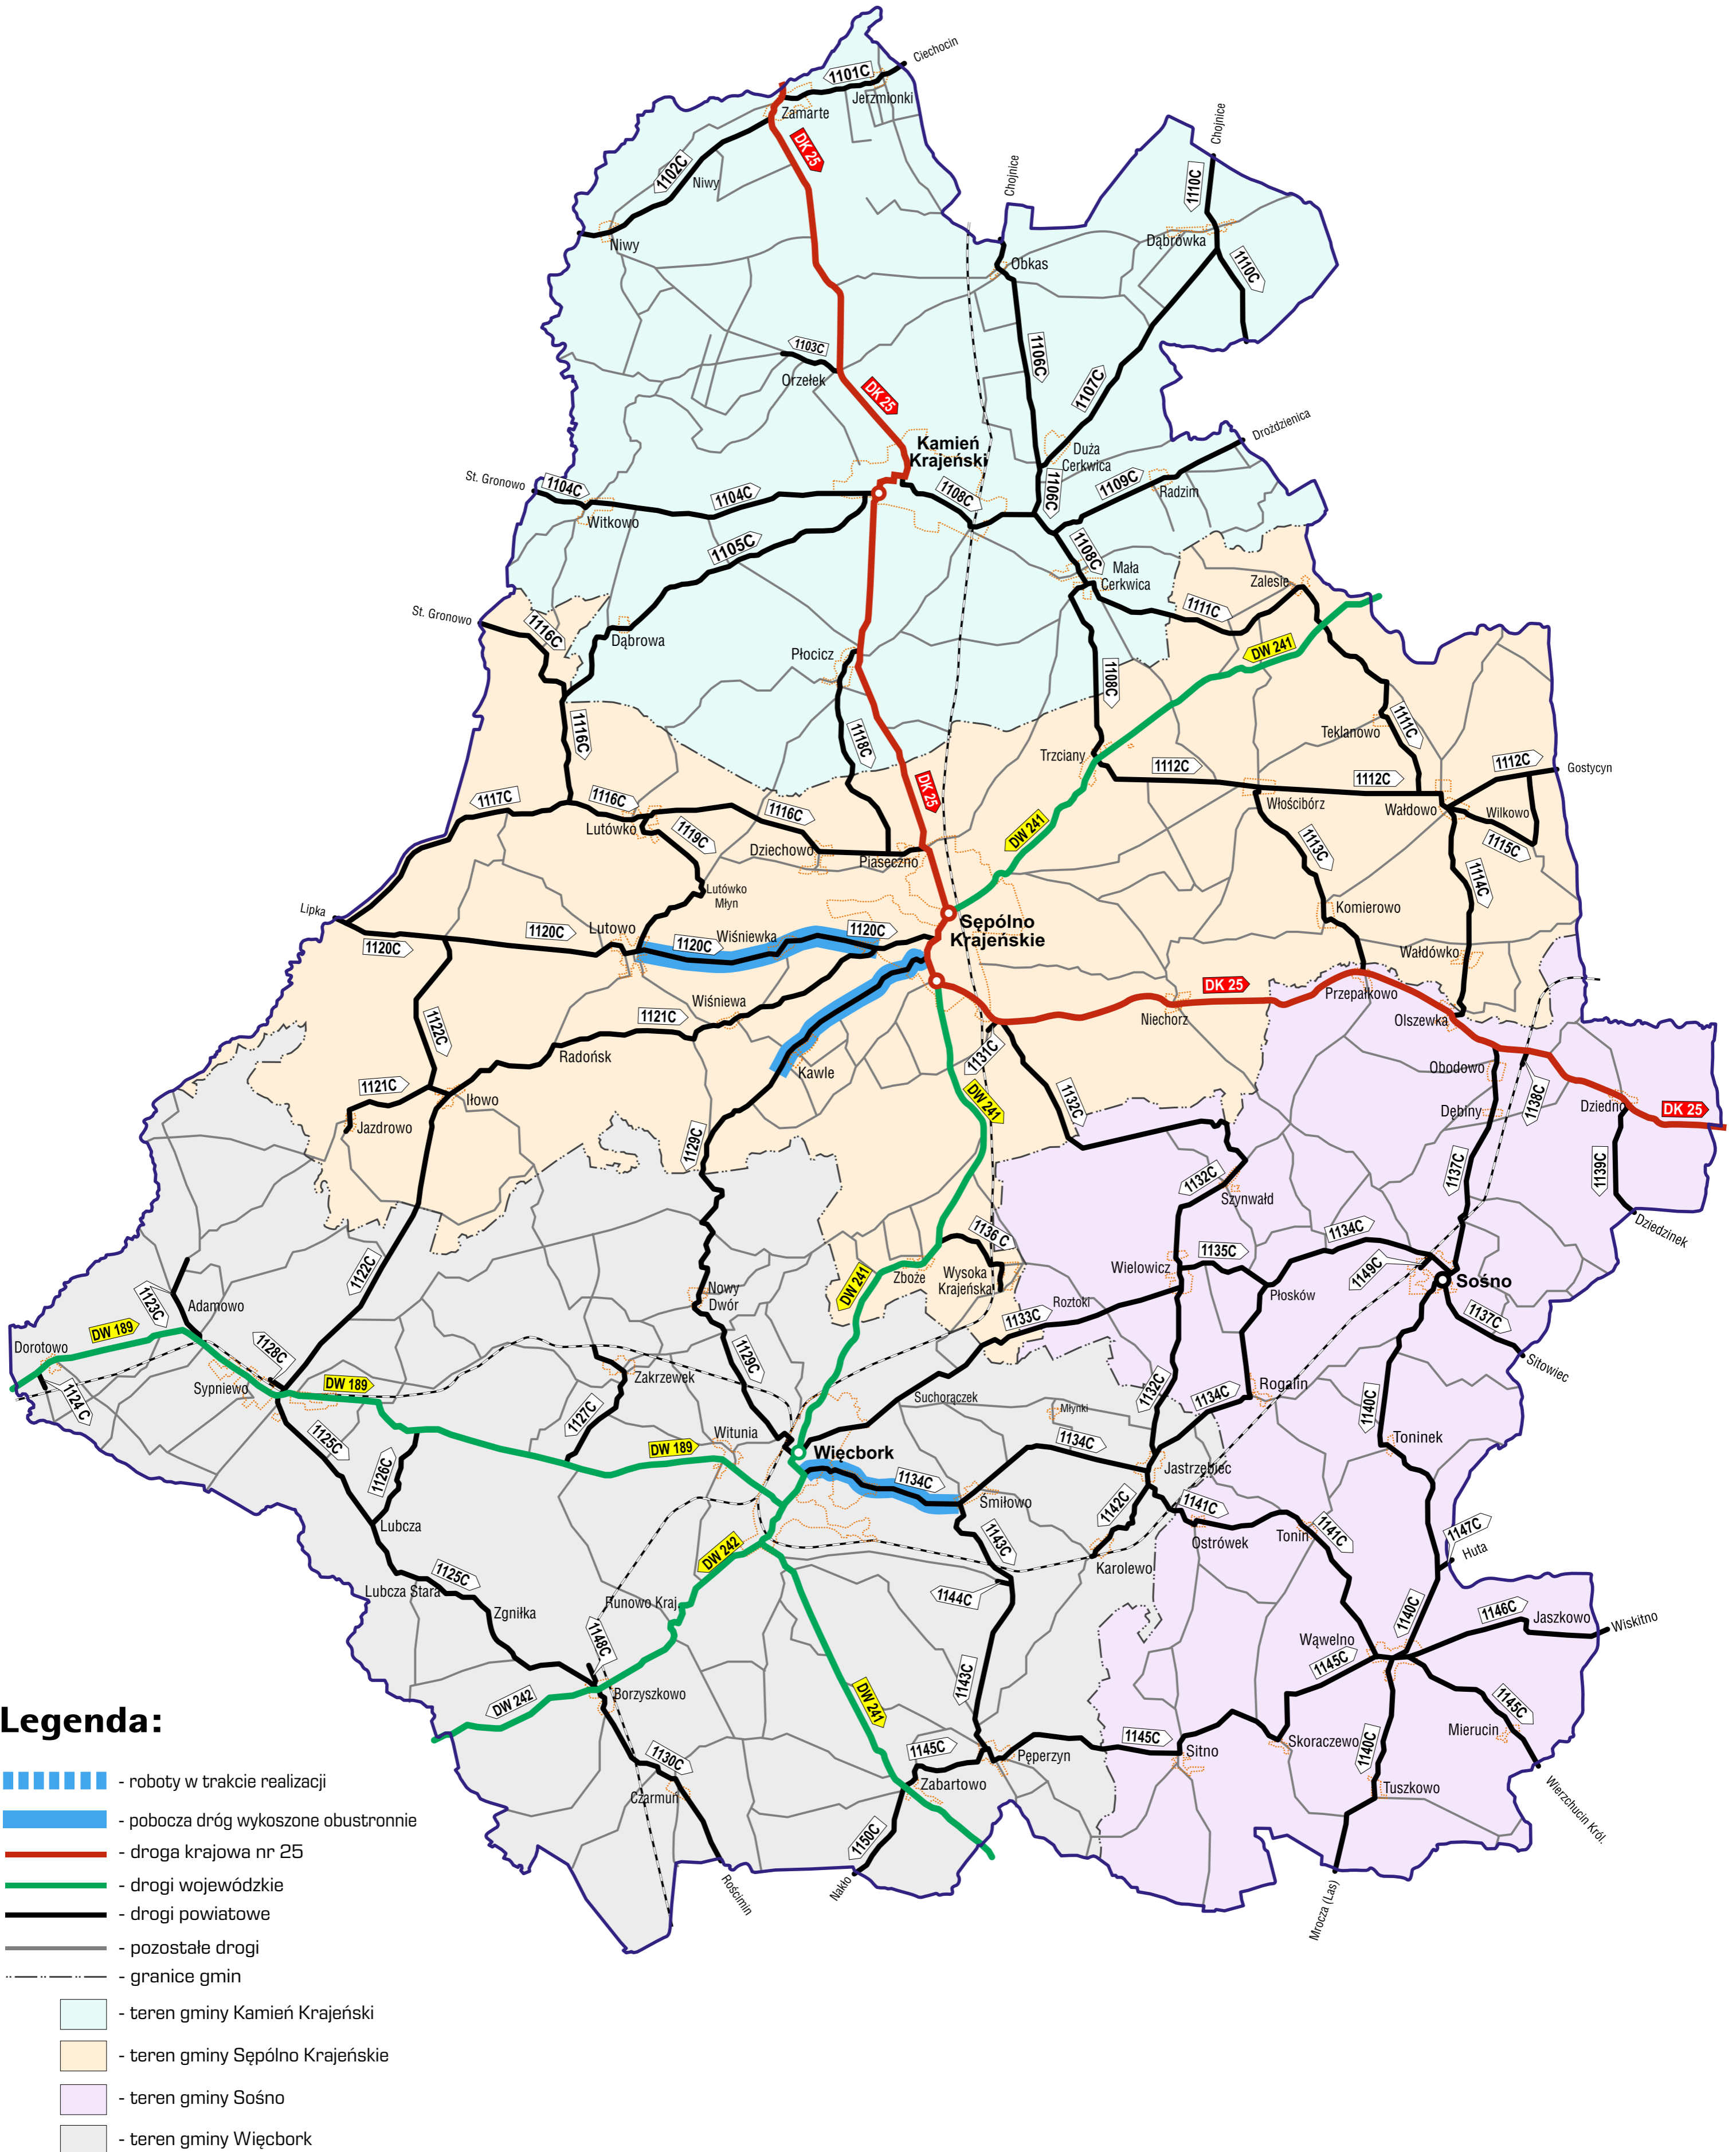 Ciechocin
1101C
Jerzmionki
Zamarte
DK 25
1102C
Niwy
Niwy
Chojnice
Chojnice
1110C
Dąbrówka
1110C
Obkas
1103C
Orzełek
1106C
1107C
DK 25
Kamień
Krajeński
Duża
Cerkwica
Drożdzienica
St. Gronowo
1104C
1104C
Witkowo
1108C
1106C
1109C
Radzim
1105C
1108C
Mała
Cerkwica
Zalesie
1111C
St. Gronowo
1116C
Dąbrowa
Płocicz
DW 241
1108C
1116C
1118C
Teklanowo
1111C
Trzciany
1112C
1112C
1112C
Gostycyn
DK 25
1117C
1116C
1116C
Lutówko
1119C
Dziechowo
Piaseczno
DW 241
Włościbórz
Wałdowo
Wilkowo
1115C
1113C
1114C
Lutówko
Młyn
Lipka
Komierowo
Sępólno
Krajeńskie
1120C
1120C
Lutowo
1120C
Wiśniewka
1120C
Wałdówko
Wiśniewa
1121C
DK 25
Niechorz
Przepałkowo
Olszewka
1122C
Radońsk
1131C
Kawle
1121C
Iłowo
Jazdrowo
DW 241
1132C
Obodowo
Dębiny
1138C
Dziedno
DK 25
1129C
1132C
Szynwałd
1137C
1139C
Dziedzinek
1136 C
1134C
1122C
Zboże
Wysoka
Krajeńska
Wielowicz
1135C
1149C
Sośno
Płosków
DW 241
Nowy
Dwór
Roztoki
1133C
1137C
Sitowiec
1123C
Adamowo
DW 189
Dorotowo
1128C
Sypniewo
1124 C
DW 189
1129C
Zakrzewek
1127C
Suchorączek
Młynki
1132C
1134C
Rogalin
1140C
Toninek
1125C
1126C
DW 189
Witunia
Więcbork
1134C
1134C
Jastrzębiec
Śmiłowo
1142C
1141C
Ostrówek
Tonin
1141C
1147C
Huta
Lubcza
1143C
Karolewo
DW 242
1144C
1125C
Lubcza Stara
Zgniłka
Runowo Kraj.
1148C
1140C
1146C
Jaszkowo
Wiskitno
Wąwelno
1145C
1143C
DW 242
Borzyszkowo
DW 241
1145C
Mierucin
1130C
1145C
Pęperzyn
1145C
Sitno
Skoraczewo
1140C
Czarmuń
Zabartowo
Tuszkowo
Wierzchucin Król.
1150C
Nakło
Rościmin
Mrocza (Las)
Legenda:
- roboty w trakcie realizacji
- pobocza dróg wykoszone obustronnie
- droga krajowa nr 25
- drogi wojewódzkie
- drogi powiatowe
- pozostałe drogi
- granice gmin
- teren gminy Kamień Krajeński
- teren gminy Sępólno Krajeńskie
- teren gminy Sośno
- teren gminy Więcbork